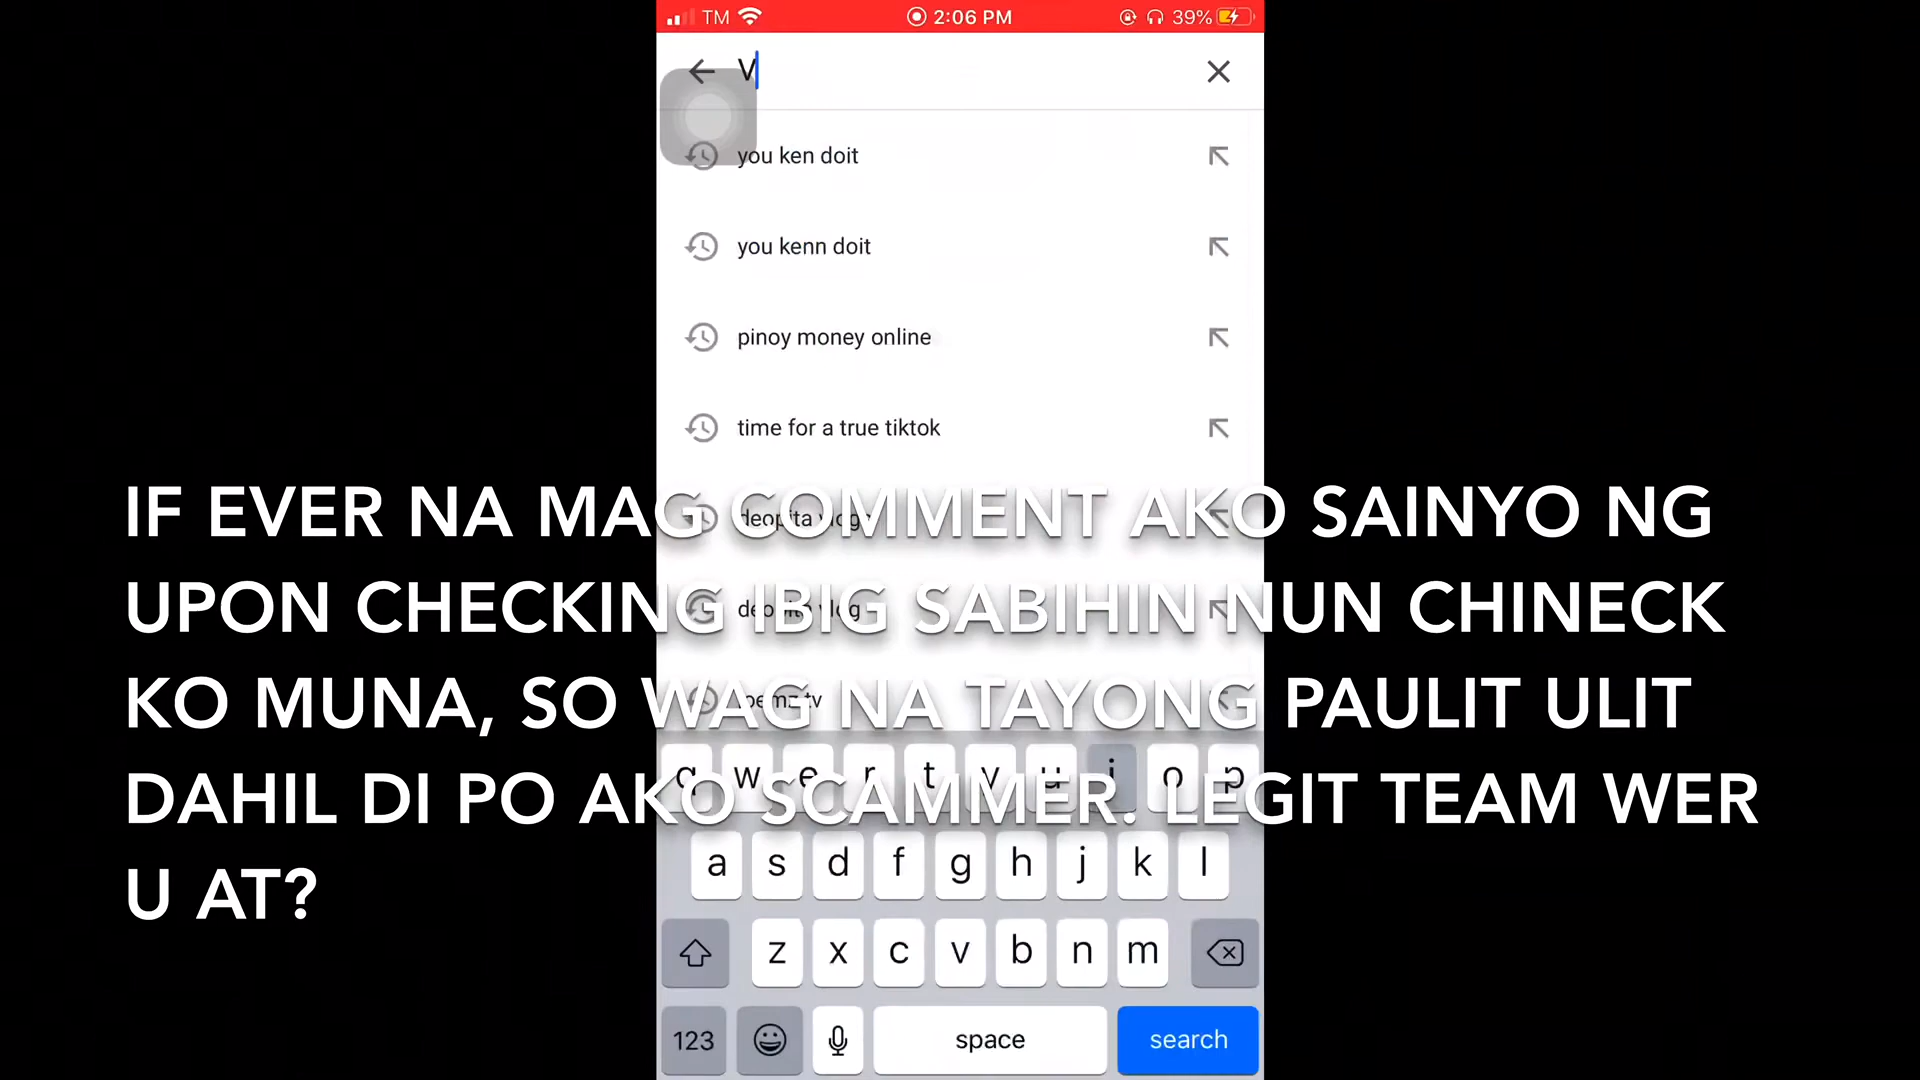 TM 2:06 PM 39%
V
you ken doit
you kenn doit
pinoy money online
time for a true tiktok
IF EVER NA MAG COMMENT AKO SAINYO NG
UPON CHECKING IBIG SABIHIN NUN CHINECK
KO MUNA, SO WAG NA TAYONG PAULIT ULIT
DAHIL DI PO AKO SCAMMER. LEGIT TEAM WER
U AT?
q w e r t y u i o p
a s d f g h j k l
z x c v b n m
123 space search